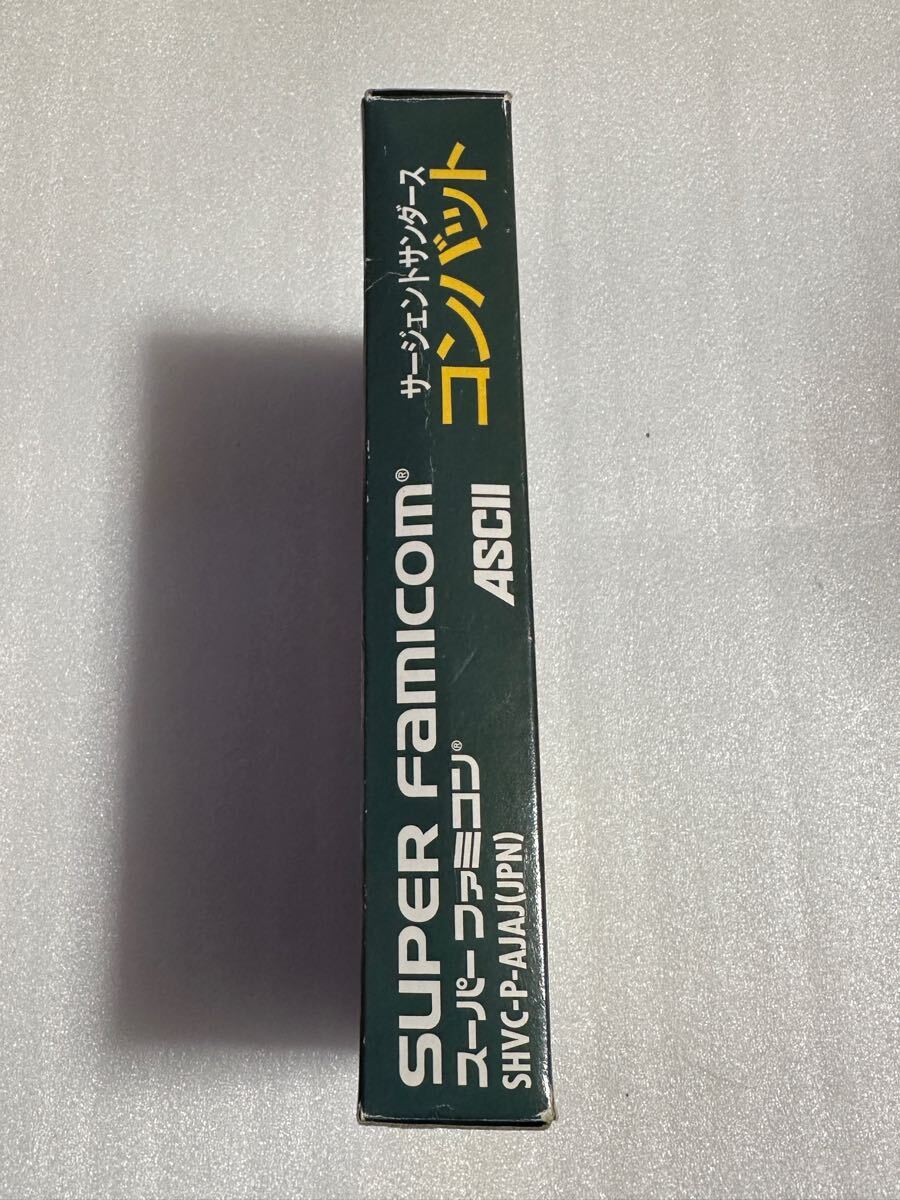 SUPER Famicom®
スーパーファミコン®
SHVC-P-AJAJ(JPN)
ASCII
サージェントサンダース
コンバット